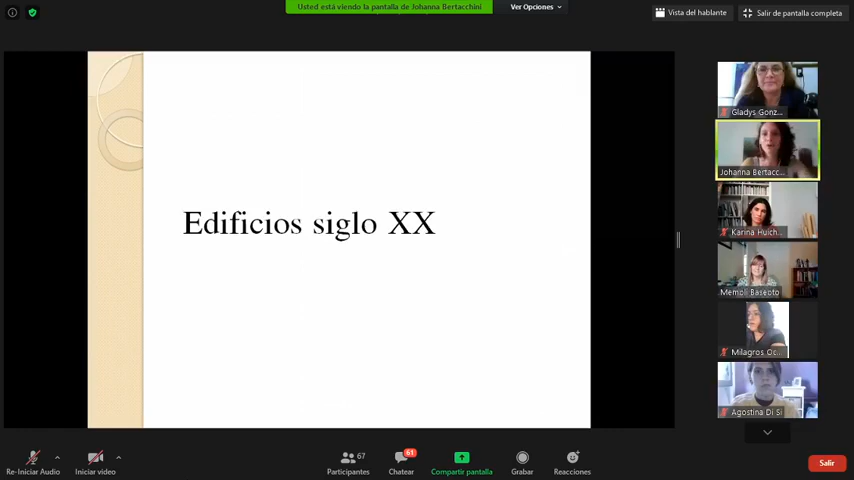 Usted está viendo la pantalla de Johanna Bertacchini
Ver Opciones
Vista del hablante
Salir de pantalla completa
Edificios siglo XX
Gladys Gonz...
Johanna Bertacc...
Karina Huich...
Memoli Baseoto
Milagros Oc...
Agostina Di Si
Re-Iniciar Audio
Iniciar video
67
Participantes
61
Chatear
Compartir pantalla
Grabar
Reacciones
Salir